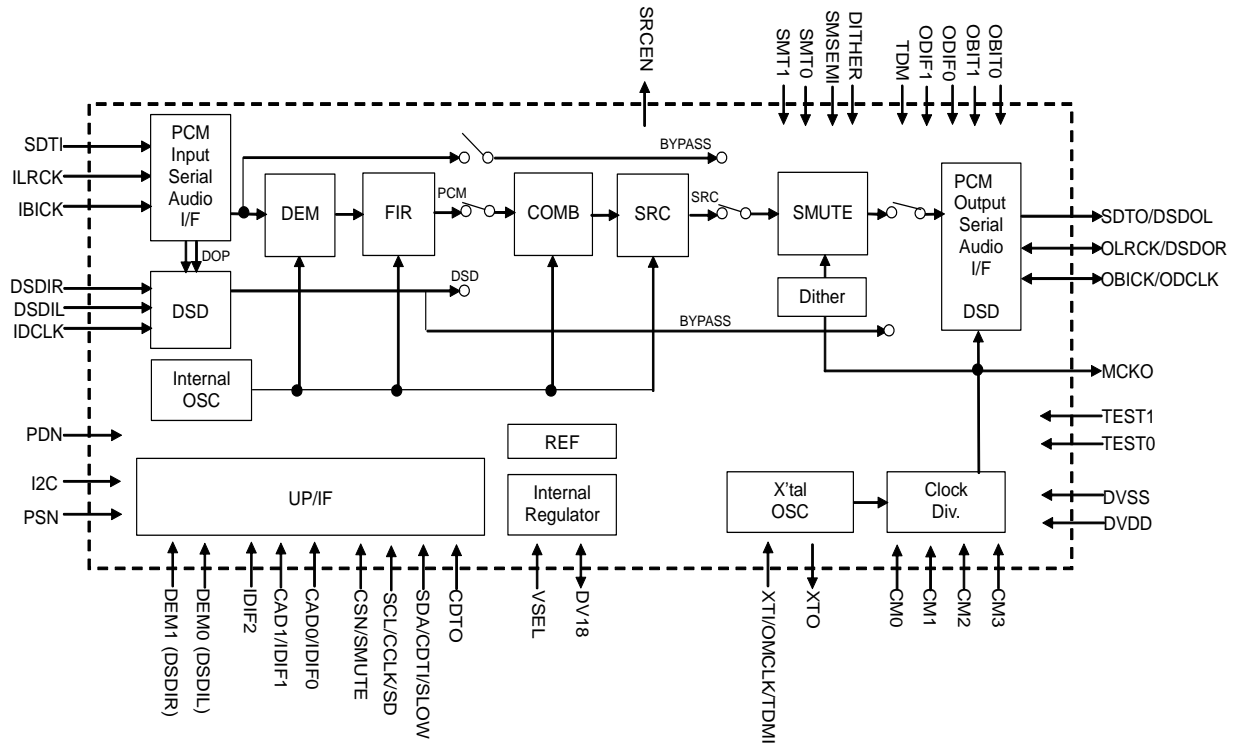 SRCEN
SMT1
SMT0
SMSEMI
DITHER
TDM
ODIF1
ODIF0
OBIT1
OBIT0
SDTI
ILRCK
IBICK
PCM
Input
Serial
Audio
I/F
DEM
FIR
PCM
COMB
SRC
BYPASS
SRC
SMUTE
PCM
Output
Serial
Audio
I/F
DSD
SDTO/DSDOL
OLRCK/DSDOR
OBICK/ODCLK
DOP
DSDIR
DSDIL
IDCLK
DSD
DSD
BYPASS
Dither
Internal
OSC
MCKO
TEST1
TEST0
DVSS
DVDD
PDN
I2C
PSN
UP/IF
REF
Internal
Regulator
X'tal
OSC
Clock
Div.
DEM1 (DSDIR)
DEM0 (DSDIL)
IDIF2
CAD1/IDIF1
CAD0/IDIF0
CSN/SMUTE
SCL/CCLK/SD
SDA/CDTI/SLOW
CDTO
VSEL
DV18
XTI/OMCLK/TDMI
XTO
CM0
CM1
CM2
CM3